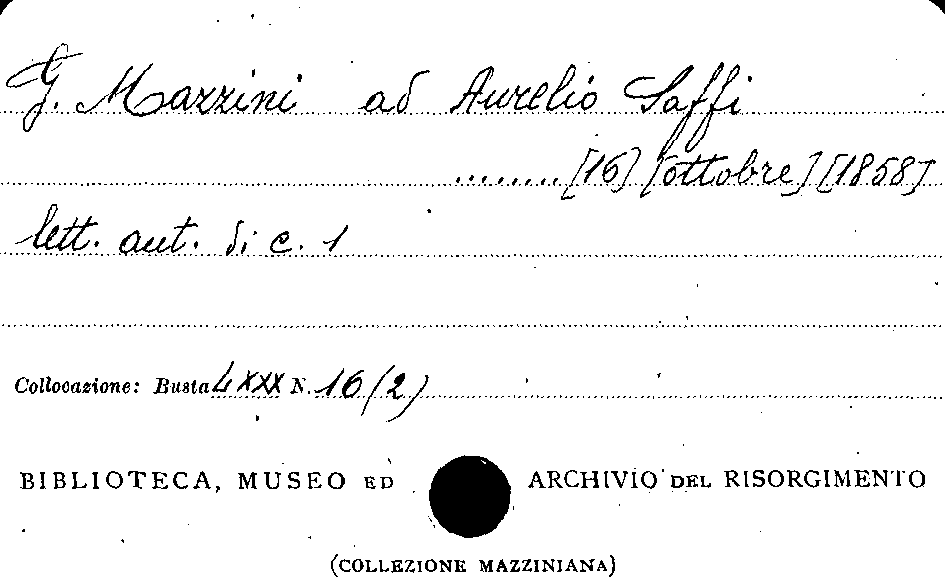 G. Mazzini ad Aurelio Saffi
......... [16] [ottobre] [1858]
lett. aut. di c. 1
Collocazione: Busta LXXX N. 16 (2)
BIBLIOTECA, MUSEO ED ARCHIVIO DEL RISORGIMENTO
(COLLEZIONE MAZZINIANA)